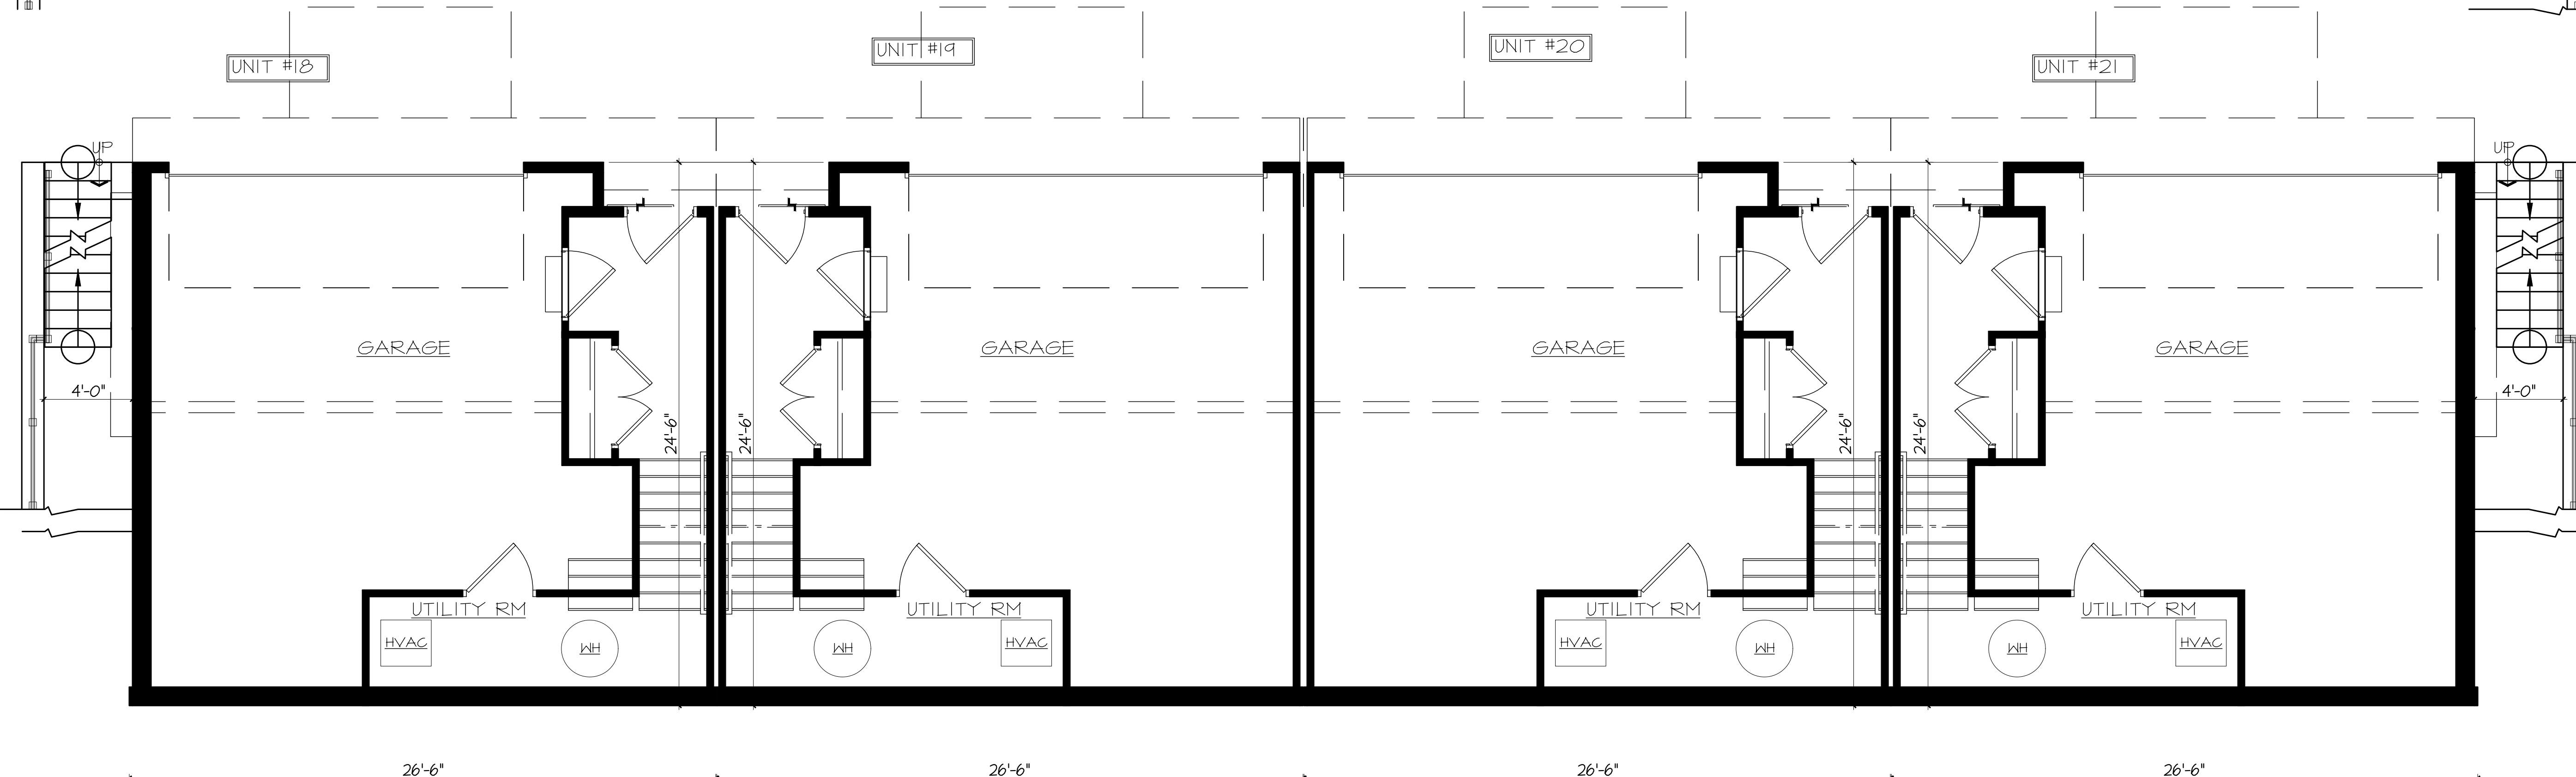 UNIT #18
UNIT #19
UNIT #20
UNIT #21
UP
UP
GARAGE
GARAGE
GARAGE
GARAGE
4'-0"
4'-0"
24'-6"
24'-6"
24'-6"
24'-6"
UTILITY RM
UTILITY RM
UTILITY RM
UTILITY RM
HVAC
WH
WH
HVAC
HVAC
WH
WH
HVAC
26'-6"
26'-6"
26'-6"
26'-6"